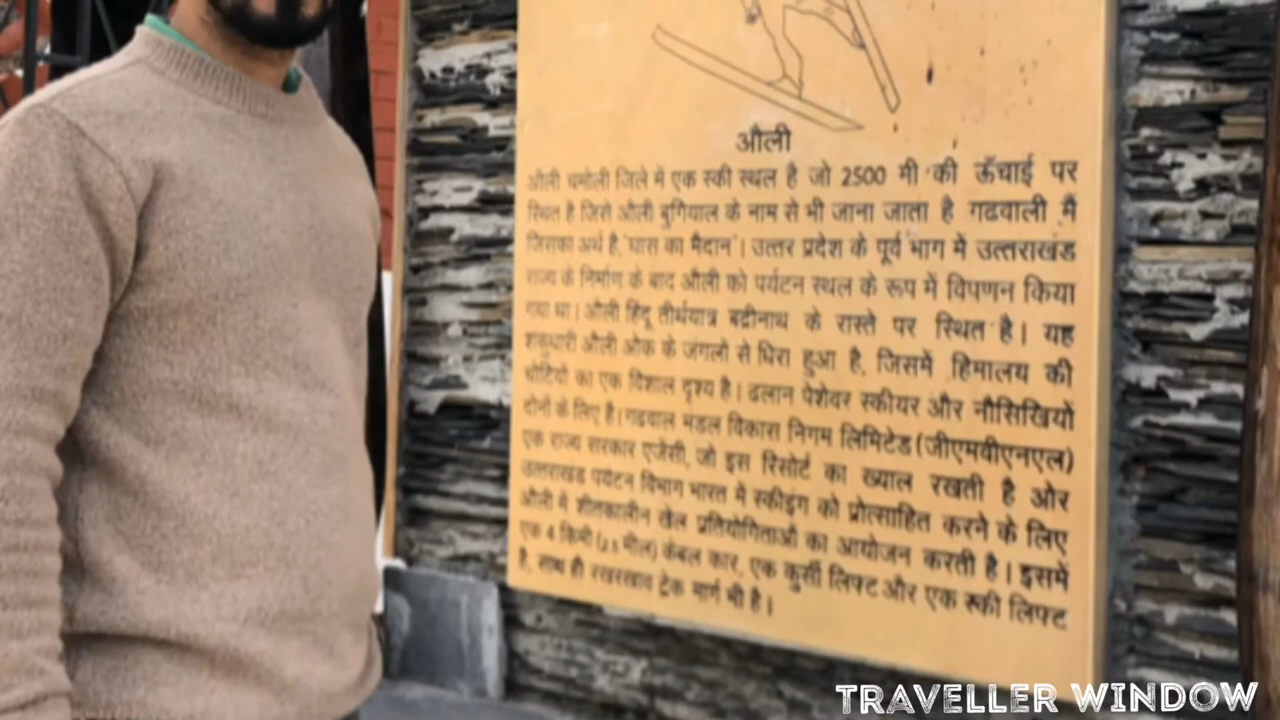 औली
औली चमोली जिले में एक स्की स्थल है जो 2500 मी की ऊँचाई पर
स्थित है जिसे औली बुगियाल के नाम से भी जाना जाता है गढवाली में
जिसका अर्थ है, 'घास का मैदान'। उत्तर प्रदेश के पूर्व भाग में उत्तराखंड
राज्य के निर्माण के बाद औली को पर्यटन स्थल के रूप में विपणन किया
गया था। औली हिंदू तीर्थयात्र बद्रीनाथ के रास्ते पर स्थित है। यह
शंकुधारी औली ओक के जंगलो से घिरा हुआ है, जिसमें हिमालय की
चोटियो का एक विशाल दृश्य है। ढलान पेशेवर स्कीयर और नौसिखियों
दोनों के लिए है। गढवाल मंडल विकास निगम लिमिटेड (जीएमवीएनएल)
एक राज्य सरकार एजेंसी, जो इस रिसोर्ट का ख्याल रखती है और
उत्तराखंड पर्यटन विभाग भारत में स्कीइंग को प्रोत्साहित करने के लिए
औली में शीतकालीन खेल प्रतियोगिताओं का आयोजन करती है। इसमें
एक 4 किमी (2.5 मील) केबल कार, एक कुर्सी लिफ्ट और एक स्की लिफ्ट
है, साथ ही रखरखाव ट्रेक मार्ग भी है।
TRAVELLER WINDOW